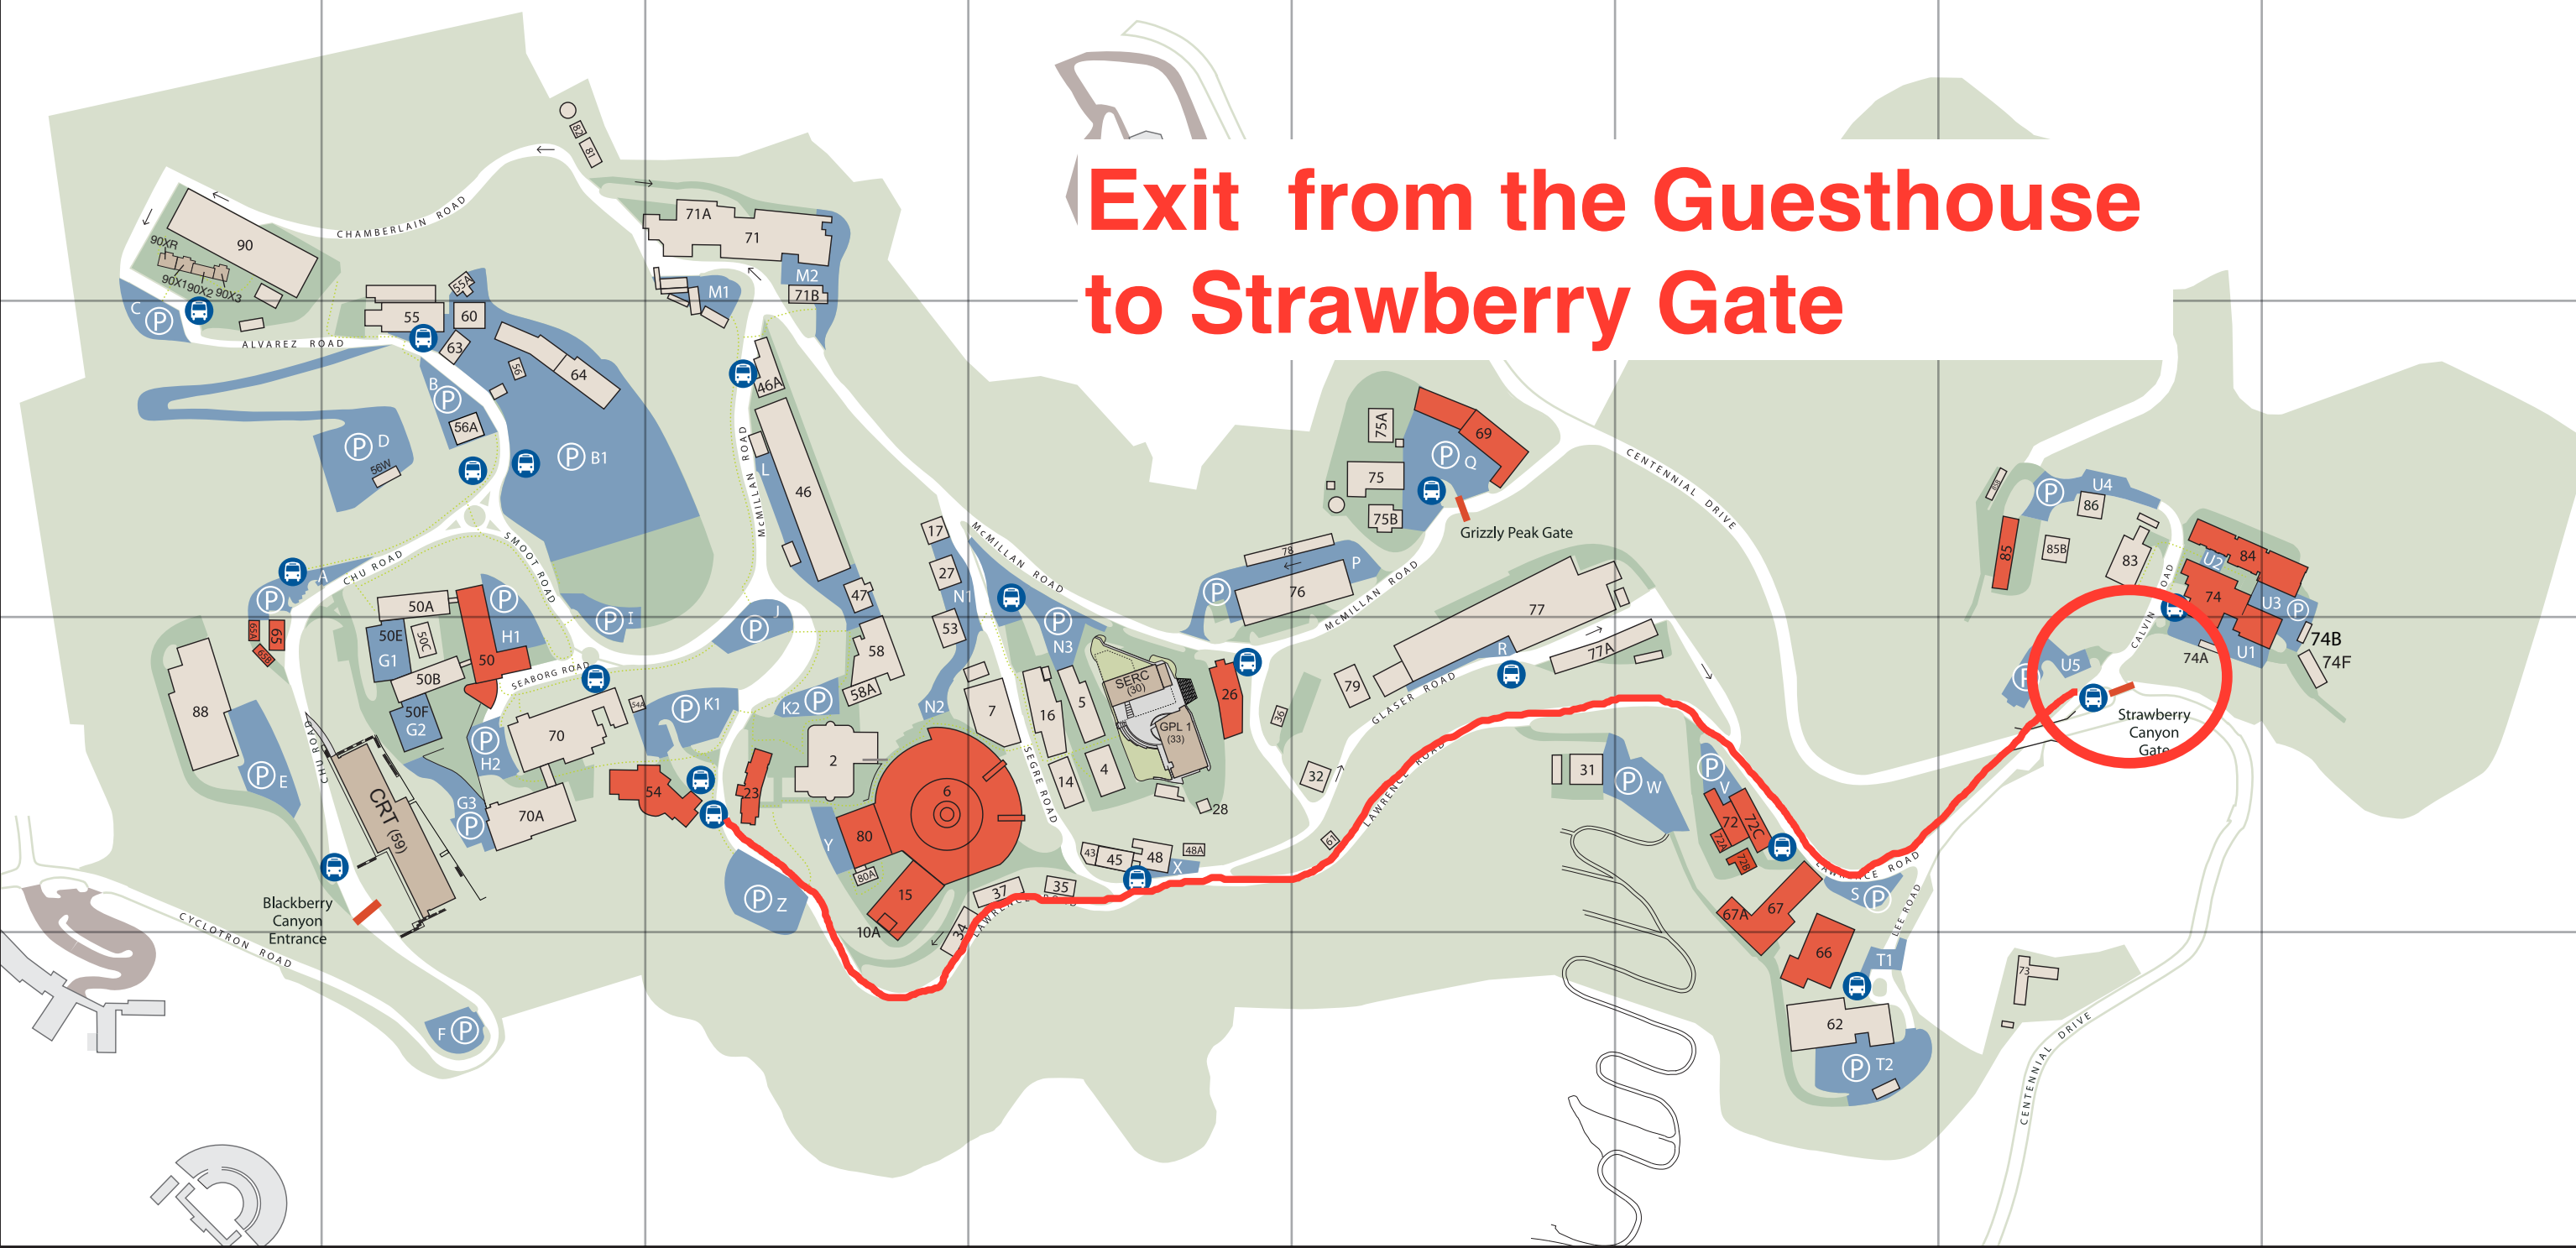 Exit from the Guesthouse
to Strawberry Gate
82
81
71A
71
M2
71B
M1
CHAMBERLAIN ROAD
90
90XR
90X1
90X2
90X3
C
P
55A
55
60
63
ALVAREZ ROAD
56
64
B
P
56A
D
P
56W
P
B1
46A
46
L
McMILLAN ROAD
17
27
53
N1
47
McMILLAN ROAD
75A
69
P
Q
75
75B
Grizzly Peak Gate
CENTENNIAL DRIVE
78
P
P
76
McMILLAN ROAD
85B
P
U4
86
85
85B
83
84
U2
74
U3
P
74B
U1
74A
74F
CALVIN ROAD
P
U5
Strawberry
Canyon
Gate
A
P
CHU ROAD
SMOOT ROAD
65A
65
65B
50A
50E
50C
G1
50B
50
H1
P
50F
G2
P
I
J
P
SEABORG ROAD
58
58A
P
N3
N2
7
16
5
14
4
SERC
(30)
GPL 1
(33)
26
36
28
32
79
77
77A
R
GLASER ROAD
88
P
E
CHU ROAD
CRT (59)
P
H2
70
54A
P
K1
K2
P
G3
P
70A
54
23
2
6
80
80A
15
10A
Y
P
Z
SEGRE ROAD
43
45
48
48A
X
37
35
34
LAWRENCE ROAD
61
LAWRENCE ROAD
31
P
W
P
V
72
72C
72A
72B
67A
67
66
LAWRENCE ROAD
S
P
LEE ROAD
T1
62
P
T2
73
CENTENNIAL DRIVE
Blackberry
Canyon
Entrance
CYCLOTRON ROAD
F
P